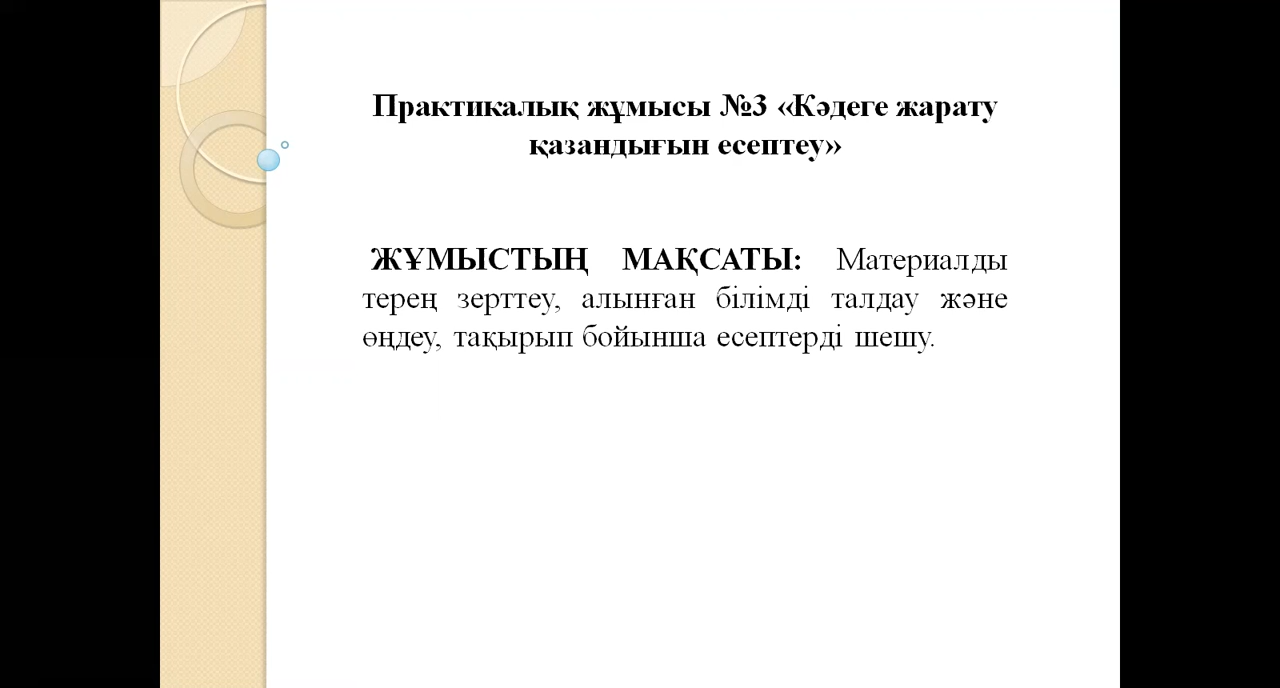 Практикалық жұмысы №3 «Кәдеге жарату
қазандығын есептеу»
ЖҰМЫСТЫҢ МАҚСАТЫ: Материалды
терең зерттеу, алынған білімді талдау және
өңдеу, тақырып бойынша есептерді шешу.